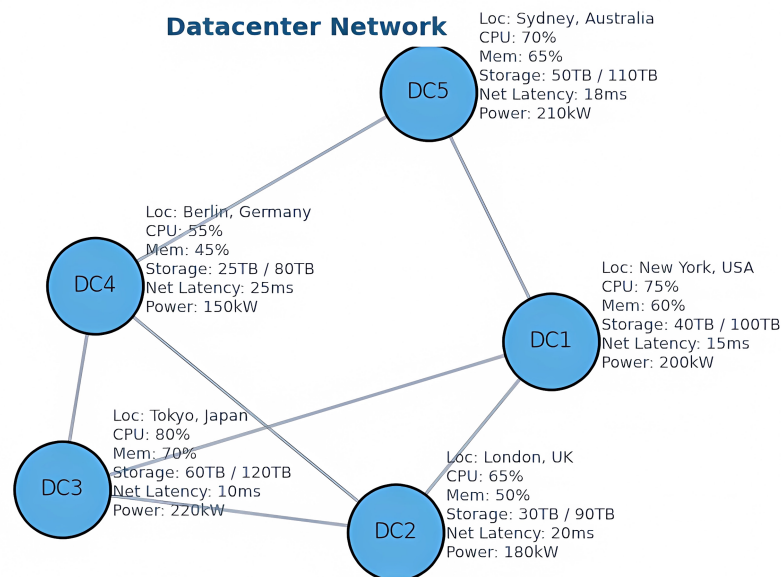 Datacenter Network
Loc: Sydney, Australia
CPU: 70%
Mem: 65%
Storage: 50TB / 110TB
Net Latency: 18ms
Power: 210kW
DC5
Loc: Berlin, Germany
CPU: 55%
Mem: 45%
Storage: 25TB / 80TB
Net Latency: 25ms
Power: 150kW
DC4
Loc: New York, USA
CPU: 75%
Mem: 60%
Storage: 40TB / 100TB
Net Latency: 15ms
Power: 200kW
DC1
Loc: Tokyo, Japan
CPU: 80%
Mem: 70%
Storage: 60TB / 120TB
Net Latency: 10ms
Power: 220kW
DC3
Loc: London, UK
CPU: 65%
Mem: 50%
Storage: 30TB / 90TB
Net Latency: 20ms
Power: 180kW
DC2